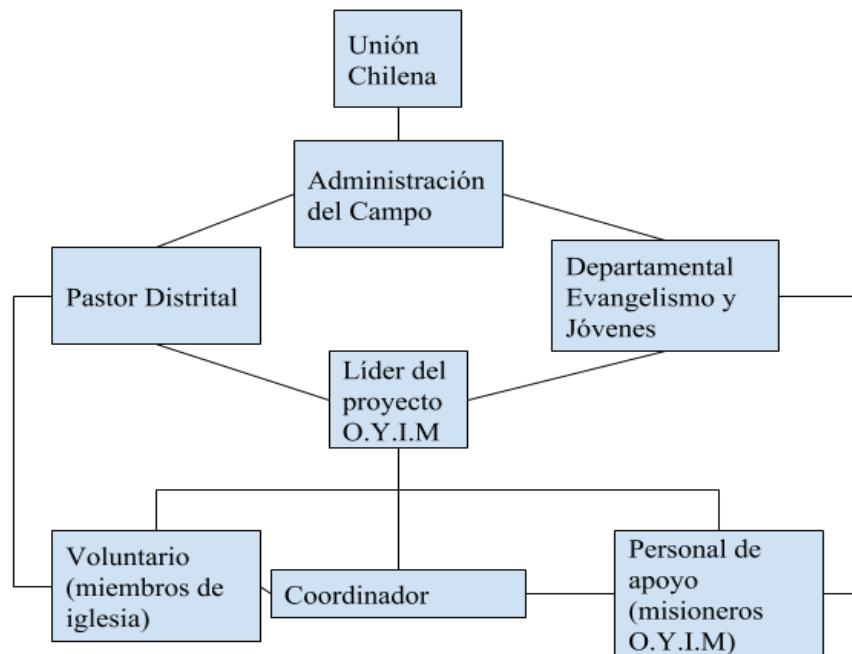 Unión
Chilena
Administración
del Campo
Pastor Distrital
Departamental
Evangelismo y
Jóvenes
Líder del
proyecto
O.Y.I.M
Voluntario
(miembros de
iglesia)
Coordinador
Personal de
apoyo
(misioneros
O.Y.I.M)